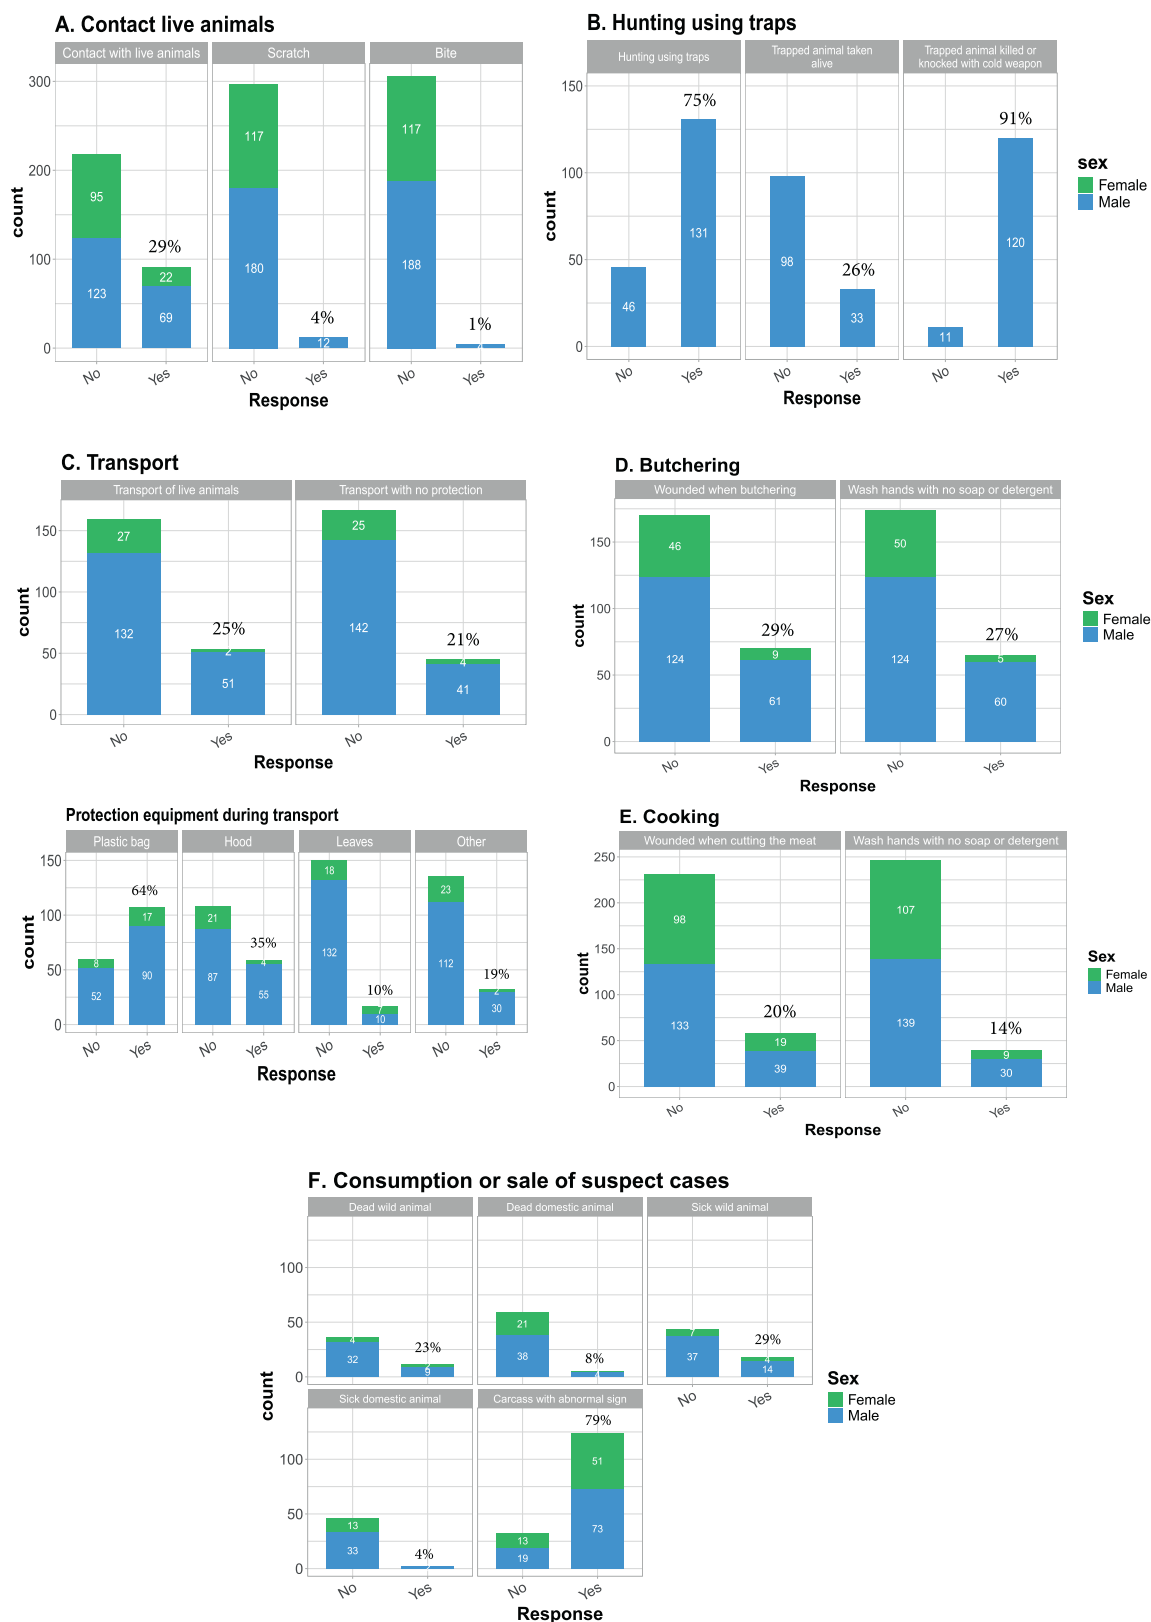 A. Contact live animals
Contact with live animals
Scratch
Bite
300
200
100
0
count
95
123
29%
22
69
117
180
4%
12
117
188
1%
4
No
Yes
No
Yes
No
Yes
Response
B. Hunting using traps
Hunting using traps
Trapped animal taken
alive
Trapped animal killed or
knocked with cold weapon
150
100
50
0
count
46
75%
131
98
26%
33
11
91%
120
No
Yes
No
Yes
No
Yes
Response
sex
Female
Male
C. Transport
Transport of live animals
Transport with no protection
150
100
50
0
count
27
132
25%
2
51
25
142
21%
4
41
No
Yes
No
Yes
Response
D. Butchering
Wounded when butchering
Wash hands with no soap or detergent
150
100
50
0
count
46
124
29%
9
61
50
124
27%
5
60
No
Yes
No
Yes
Response
Sex
Female
Male
Protection equipment during transport
Plastic bag
Hood
Leaves
Other
150
100
50
0
count
8
52
64%
17
90
21
87
35%
4
55
18
132
10%
7
10
23
112
19%
2
30
No
Yes
No
Yes
No
Yes
No
Yes
Response
E. Cooking
Wounded when cutting the meat
Wash hands with no soap or detergent
250
200
150
100
50
0
count
98
133
20%
19
39
107
139
14%
9
30
No
Yes
No
Yes
Response
Sex
Female
Male
F. Consumption or sale of suspect cases
Dead wild animal
Dead domestic animal
Sick wild animal
100
50
0
count
4
32
23%
2
9
21
38
8%
7
37
29%
4
14
No
Yes
Sick domestic animal
Carcass with abnormal sign
100
50
0
13
33
4%
13
19
79%
51
73
No
Yes
No
Yes
Response
Sex
Female
Male